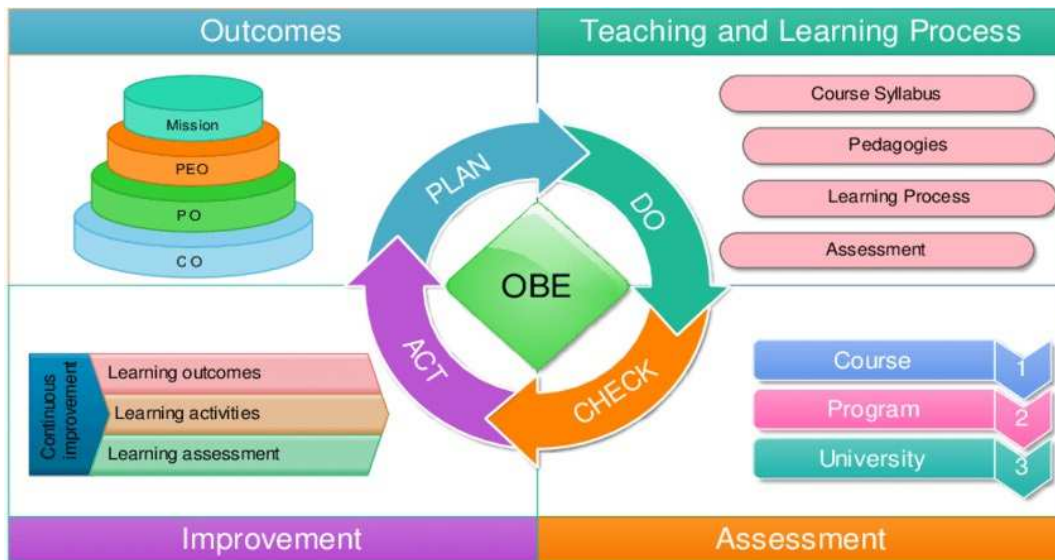 Outcomes
Teaching and Learning Process
Mission
PEO
PO
CO
Course Syllabus
Pedagogies
Learning Process
Assessment
PLAN
DO
CHECK
ACT
OBE
Continuous
improvement
Learning outcomes
Learning activities
Learning assessment
Course 1
Program 2
University 3
Improvement
Assessment